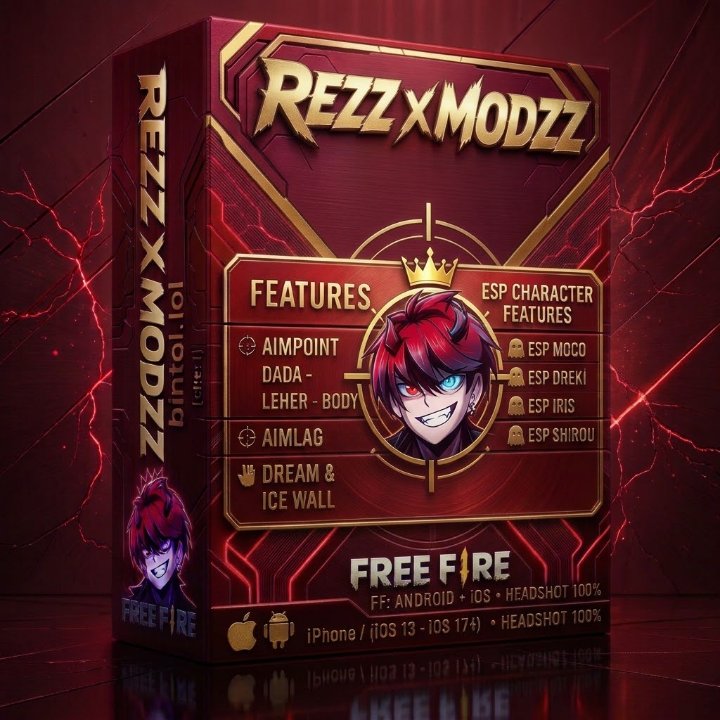 REZZ X MODZZ
FEATURES
AIMPOINT
DADA -
LEHER - BODY
AIMLAG
DREAM &
ICE WALL
ESP CHARACTER
FEATURES
ESP MOCO
ESP DREKI
ESP IRIS
ESP SHIROU
FREE FIRE
FF: ANDROID + iOS • HEADSHOT 100%
iPhone / (iOS 13 - iOS 174) • HEADSHOT 100%
REZZ X MODZZ
bintoi.lol
FREE FIRE